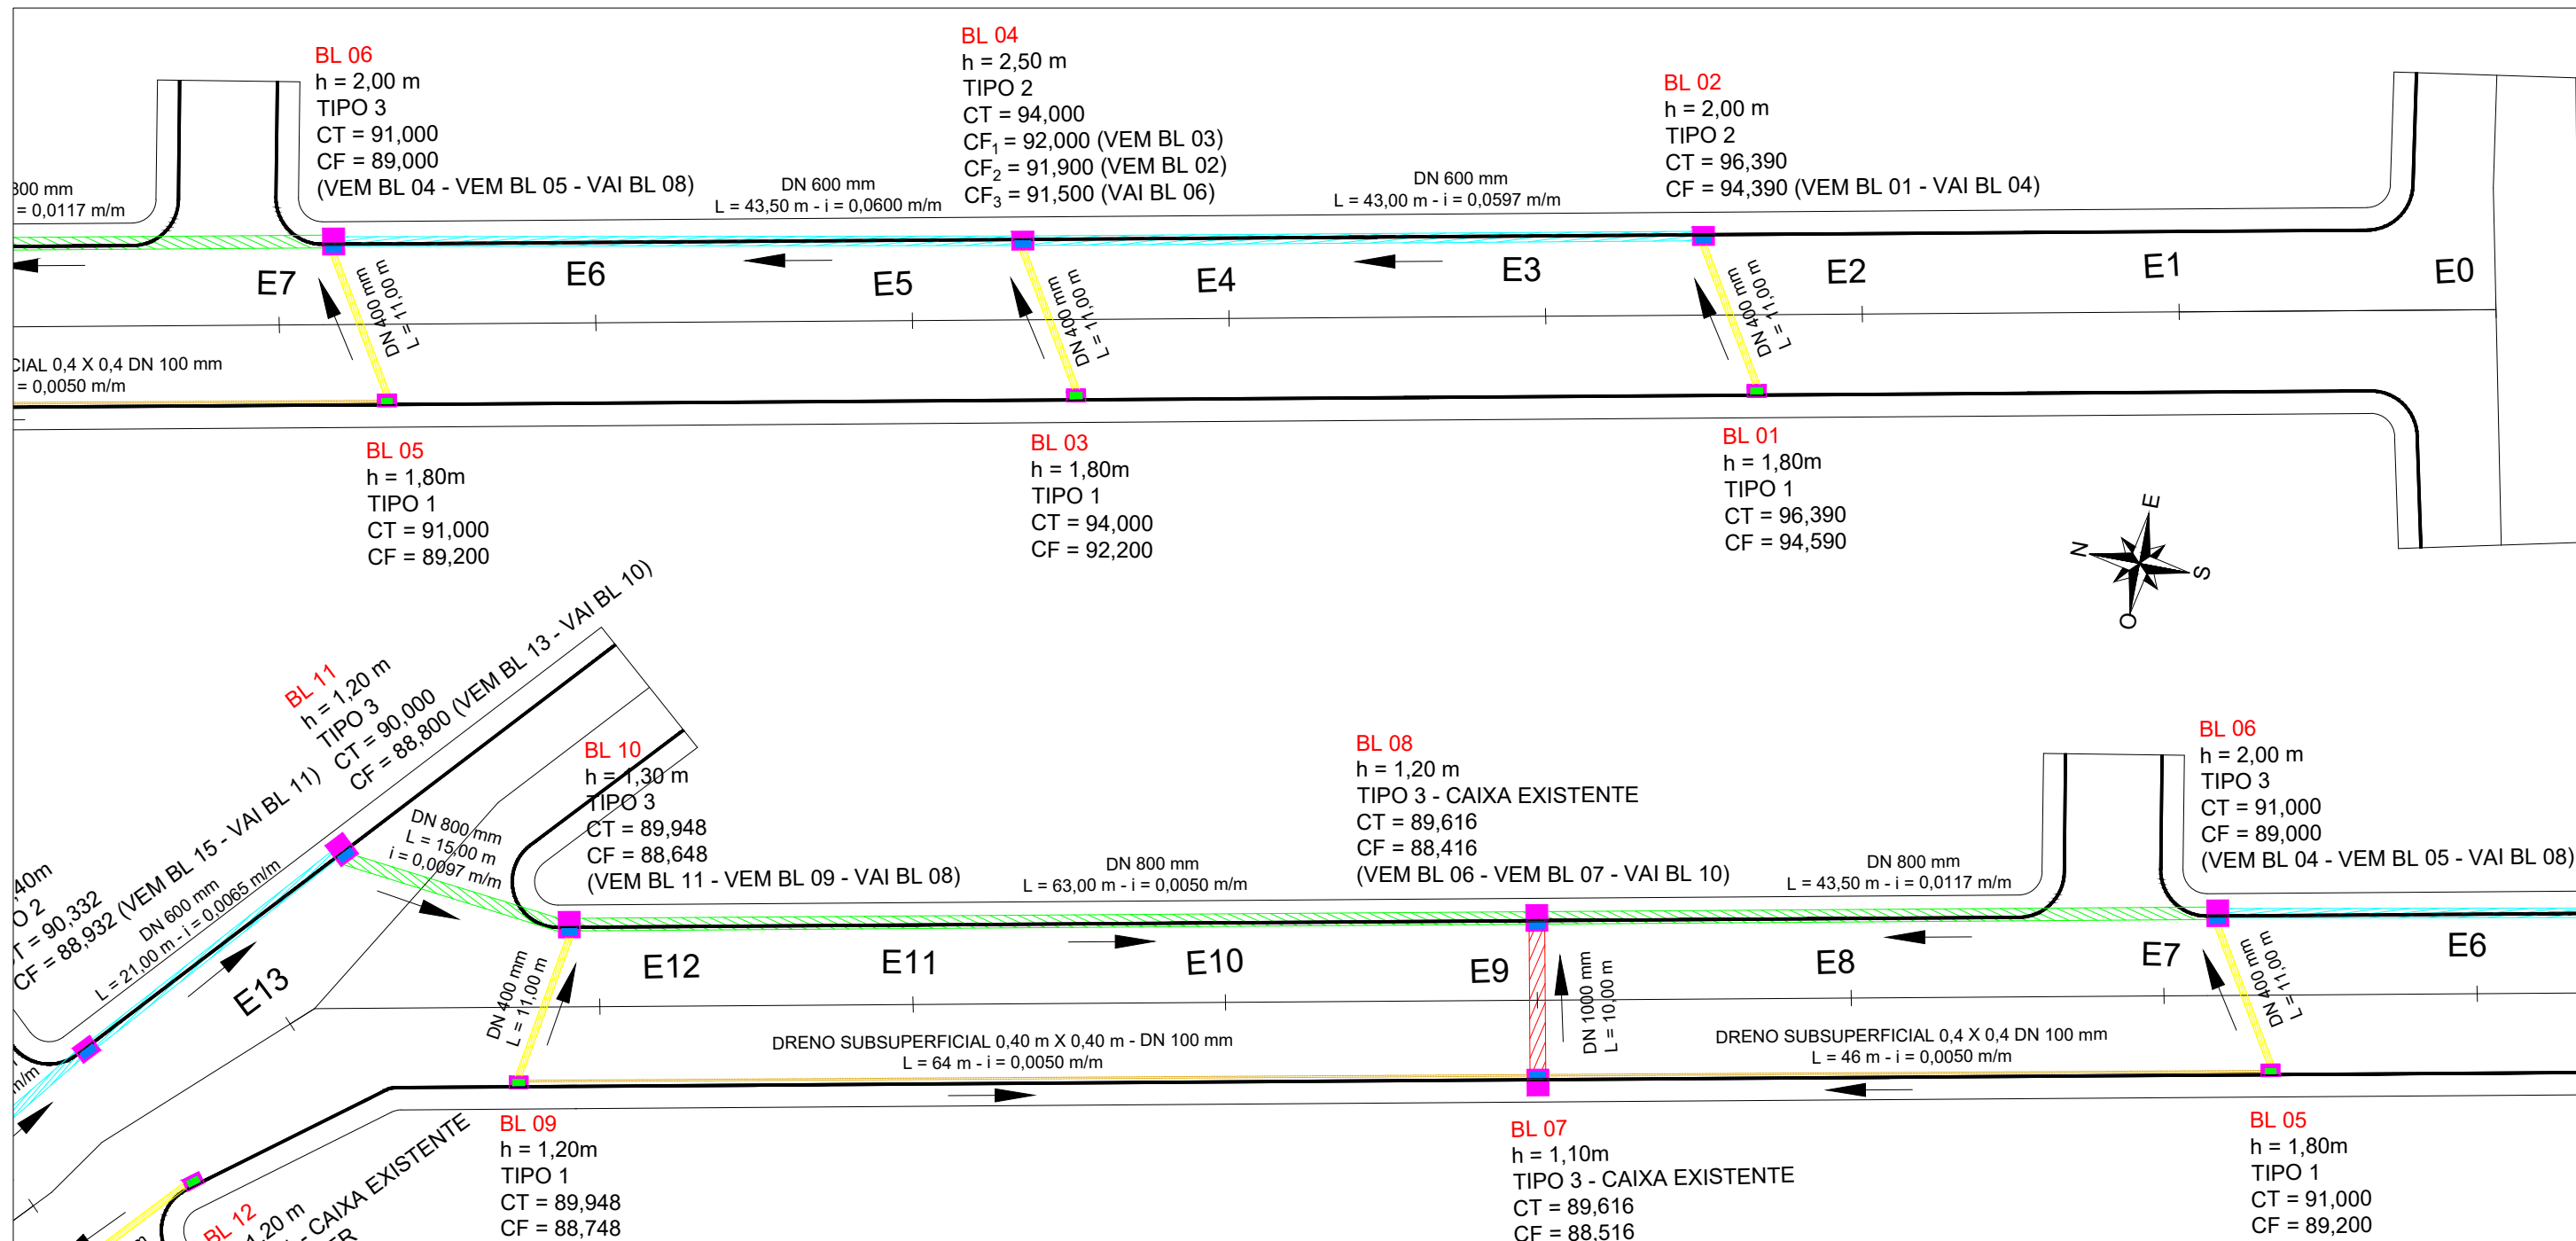 BL 06
h = 2,00 m
TIPO 3
CT = 91,000
CF = 89,000
(VEM BL 04 - VEM BL 05 - VAI BL 08)
BL 04
h = 2,50 m
TIPO 2
CT = 94,000
CF₁ = 92,000 (VEM BL 03)
CF₂ = 91,900 (VEM BL 02)
CF₃ = 91,500 (VAI BL 06)
BL 02
h = 2,00 m
TIPO 2
CT = 96,390
CF = 94,390 (VEM BL 01 - VAI BL 04)
300 mm
= 0,0117 m/m
DN 600 mm
L = 43,50 m - i = 0,0600 m/m
DN 600 mm
L = 43,00 m - i = 0,0597 m/m
E7
E6
E5
E4
E3
E2
E1
E0
DN 400 mm
L = 11,00 m
DN 400 mm
L = 11,00 m
DN 400 mm
L = 11,00 m
CIAL 0,4 X 0,4 DN 100 mm
= 0,0050 m/m
BL 05
h = 1,80m
TIPO 1
CT = 91,000
CF = 89,200
BL 03
h = 1,80m
TIPO 1
CT = 94,000
CF = 92,200
BL 01
h = 1,80m
TIPO 1
CT = 96,390
CF = 94,590
N
E
S
O
BL 11
h = 1,20 m
TIPO 3
CT = 90,000
CF = 88,800 (VEM BL 13 - VAI BL 10)
BL 10
h = 1,30 m
TIPO 3
CT = 89,948
CF = 88,648
(VEM BL 11 - VEM BL 09 - VAI BL 08)
BL 08
h = 1,20 m
TIPO 3 - CAIXA EXISTENTE
CT = 89,616
CF = 88,416
(VEM BL 06 - VEM BL 07 - VAI BL 10)
BL 06
h = 2,00 m
TIPO 3
CT = 91,000
CF = 89,000
(VEM BL 04 - VEM BL 05 - VAI BL 08)
,40m
O 2
T = 90,332
CF = 88,932 (VEM BL 15 - VAI BL 11)
DN 600 mm
L = 21,00 m - i = 0,0065 m/m
DN 800 mm
L = 15,00 m
i = 0,0097 m/m
DN 800 mm
L = 63,00 m - i = 0,0050 m/m
DN 800 mm
L = 43,50 m - i = 0,0117 m/m
m/m
E13
E12
E11
E10
E9
E8
E7
E6
DN 400 mm
L = 11,00 m
DN 1000 mm
L = 10,00 m
DN 400 mm
L = 11,00 m
DRENO SUBSUPERFICIAL 0,40 m X 0,40 m - DN 100 mm
L = 64 m - i = 0,0050 m/m
DRENO SUBSUPERFICIAL 0,4 X 0,4 DN 100 mm
L = 46 m - i = 0,0050 m/m
BL 12
1,20 m
- CAIXA EXISTENTE
BL 09
h = 1,20m
TIPO 1
CT = 89,948
CF = 88,748
BL 07
h = 1,10m
TIPO 3 - CAIXA EXISTENTE
CT = 89,616
CF = 88,516
BL 05
h = 1,80m
TIPO 1
CT = 91,000
CF = 89,200